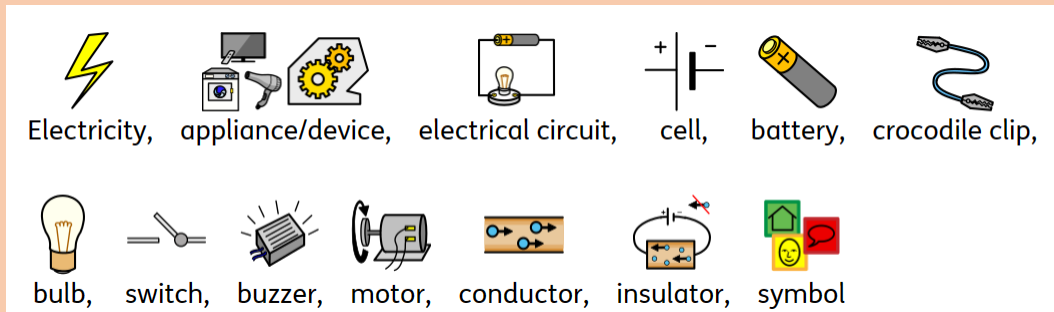 Electricity, appliance/device, electrical circuit, cell, battery, crocodile clip,
bulb, switch, buzzer, motor, conductor, insulator, symbol